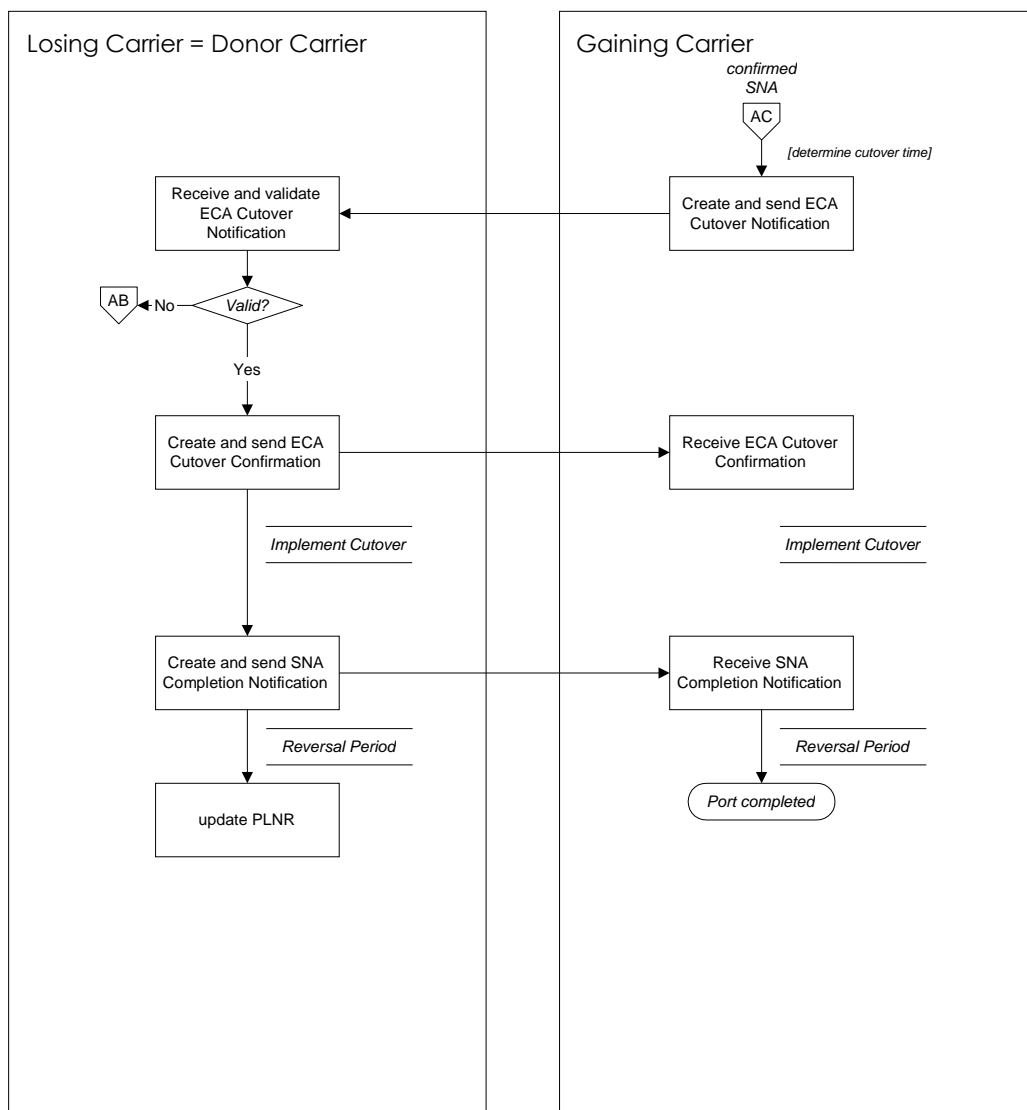 Losing Carrier = Donor Carrier
Gaining Carrier
confirmed
SNA
AC
[determine cutover time]
Receive and validate
ECA Cutover
Notification
Create and send ECA
Cutover Notification
AB
No
Valid?
Yes
Create and send ECA
Cutover Confirmation
Receive ECA Cutover
Confirmation
Implement Cutover
Implement Cutover
Create and send SNA
Completion Notification
Receive SNA
Completion Notification
Reversal Period
Reversal Period
update PLNR
Port completed